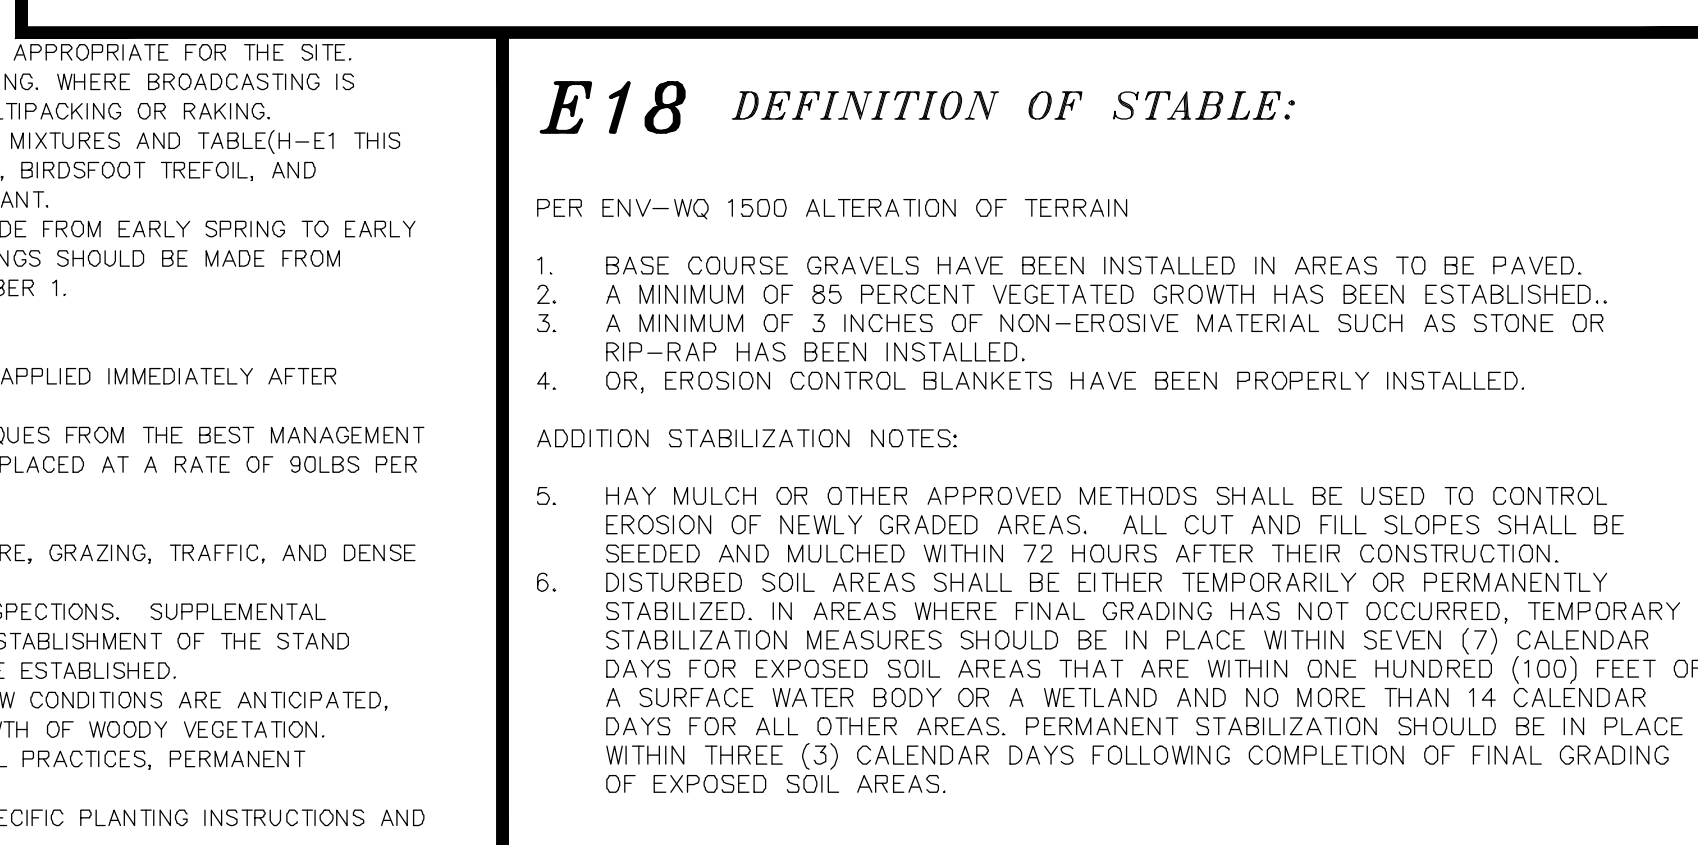 APPROPRIATE FOR THE SITE.
NG. WHERE BROADCASTING IS
LTIPACKING OR RAKING.
MIXTURES AND TABLE(H-E1 THIS
, BIRDSFOOT TREFOIL, AND
ANT.
DE FROM EARLY SPRING TO EARLY
NGS SHOULD BE MADE FROM
BER 1.
APPLIED IMMEDIATELY AFTER
QUES FROM THE BEST MANAGEMENT
PLACED AT A RATE OF 90LBS PER
RE, GRAZING, TRAFFIC, AND DENSE
SPECTIONS.  SUPPLEMENTAL
STABLISHMENT OF THE STAND
E ESTABLISHED.
W CONDITIONS ARE ANTICIPATED,
WTH OF WOODY VEGETATION.
L PRACTICES, PERMANENT
ECIFIC PLANTING INSTRUCTIONS AND
E18 DEFINITION OF STABLE:
PER ENV-WQ 1500 ALTERATION OF TERRAIN
1. BASE COURSE GRAVELS HAVE BEEN INSTALLED IN AREAS TO BE PAVED.
2. A MINIMUM OF 85 PERCENT VEGETATED GROWTH HAS BEEN ESTABLISHED..
3. A MINIMUM OF 3 INCHES OF NON-EROSIVE MATERIAL SUCH AS STONE OR
RIP-RAP HAS BEEN INSTALLED.
4. OR, EROSION CONTROL BLANKETS HAVE BEEN PROPERLY INSTALLED.
ADDITION STABILIZATION NOTES:
5. HAY MULCH OR OTHER APPROVED METHODS SHALL BE USED TO CONTROL
EROSION OF NEWLY GRADED AREAS.  ALL CUT AND FILL SLOPES SHALL BE
SEEDED AND MULCHED WITHIN 72 HOURS AFTER THEIR CONSTRUCTION.
6. DISTURBED SOIL AREAS SHALL BE EITHER TEMPORARILY OR PERMANENTLY
STABILIZED. IN AREAS WHERE FINAL GRADING HAS NOT OCCURRED, TEMPORARY
STABILIZATION MEASURES SHOULD BE IN PLACE WITHIN SEVEN (7) CALENDAR
DAYS FOR EXPOSED SOIL AREAS THAT ARE WITHIN ONE HUNDRED (100) FEET OF
A SURFACE WATER BODY OR A WETLAND AND NO MORE THAN 14 CALENDAR
DAYS FOR ALL OTHER AREAS. PERMANENT STABILIZATION SHOULD BE IN PLACE
WITHIN THREE (3) CALENDAR DAYS FOLLOWING COMPLETION OF FINAL GRADING
OF EXPOSED SOIL AREAS.